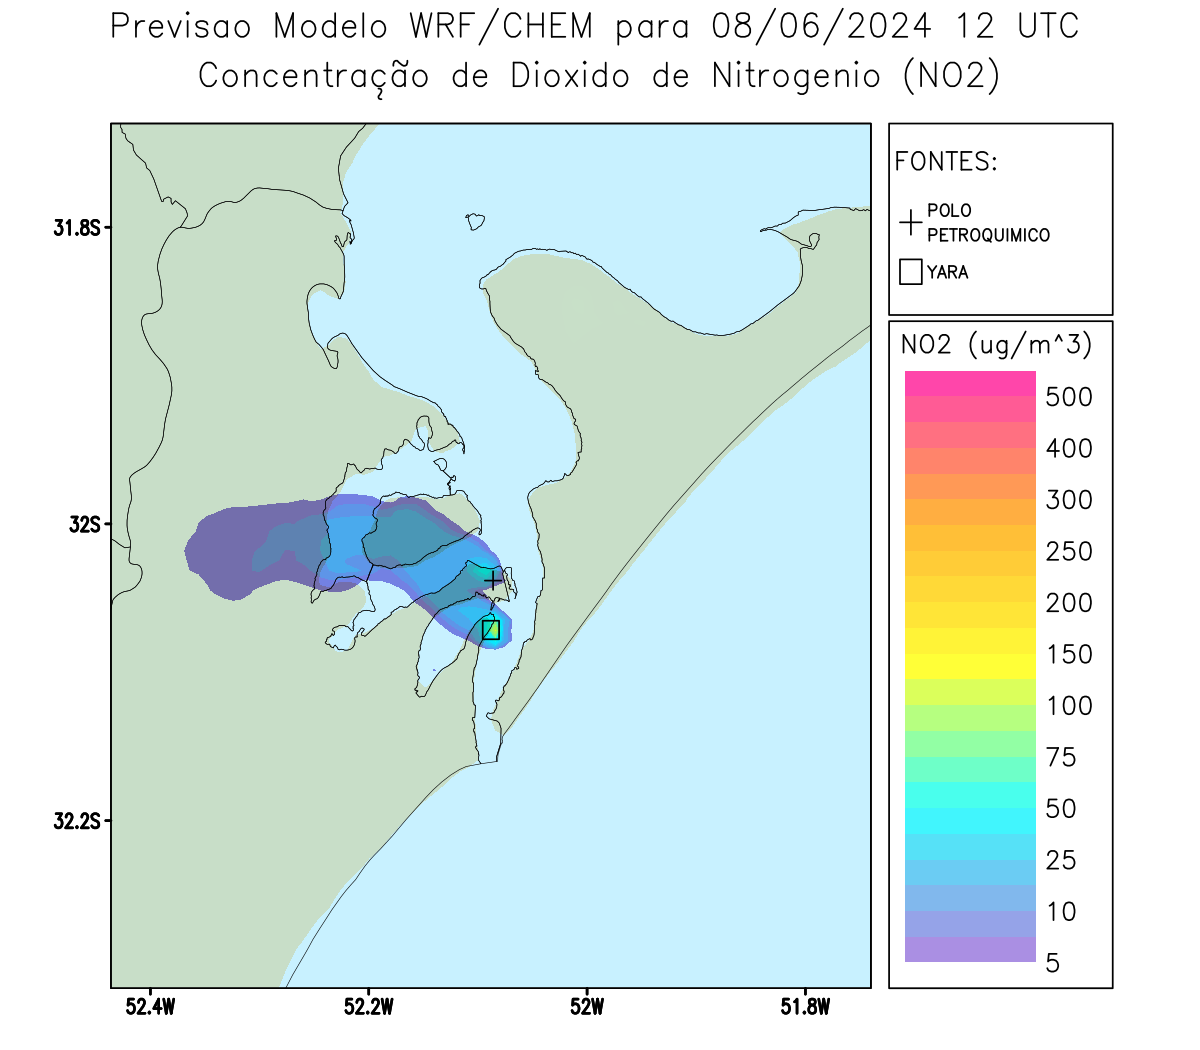 Previsao Modelo WRF/CHEM para 08/06/2024 12 UTC
Concentração de Dioxido de Nitrogenio (NO2)
FONTES:
POLO
PETROQUIMICO
YARA
NO2 (ug/m^3)
500
400
300
250
200
150
100
75
50
25
10
5
31.8S
32S
32.2S
52.4W
52.2W
52W
51.8W